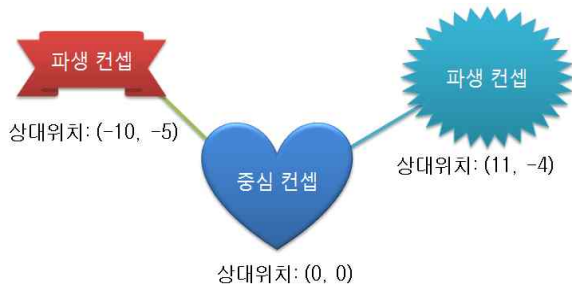 파생 컨셉
파생 컨셉
상대위치: (-10, -5)
상대위치: (11, -4)
중심 컨셉
상대위치: (0, 0)